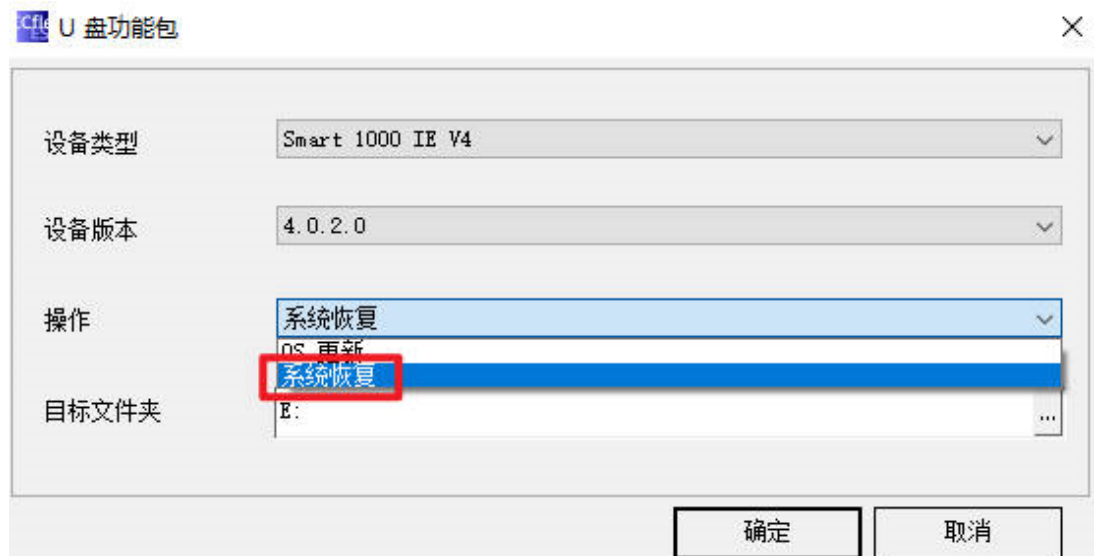 U 盘功能包
设备类型
Smart 1000 IE V4
设备版本
4.0.2.0
操作
系统恢复
OS 更新
系统恢复
目标文件夹
E:
...
确定
取消